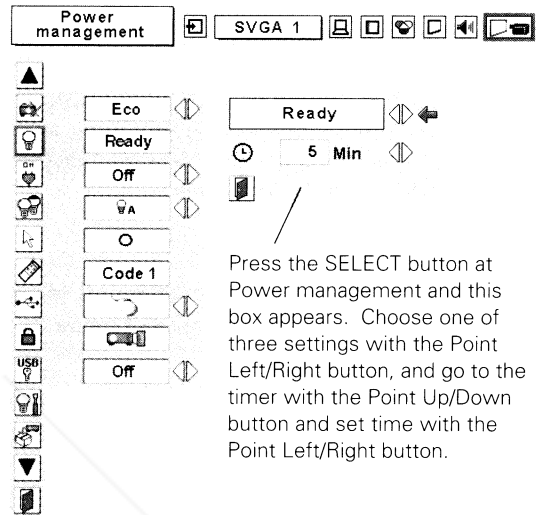 Power
management
SVGA 1
Eco
Ready
ON
Off
A
Code 1
USB
Off
Ready
5 Min
Press the SELECT button at
Power management and this
box appears. Choose one of
three settings with the Point
Left/Right button, and go to the
timer with the Point Up/Down
button and set time with the
Point Left/Right button.